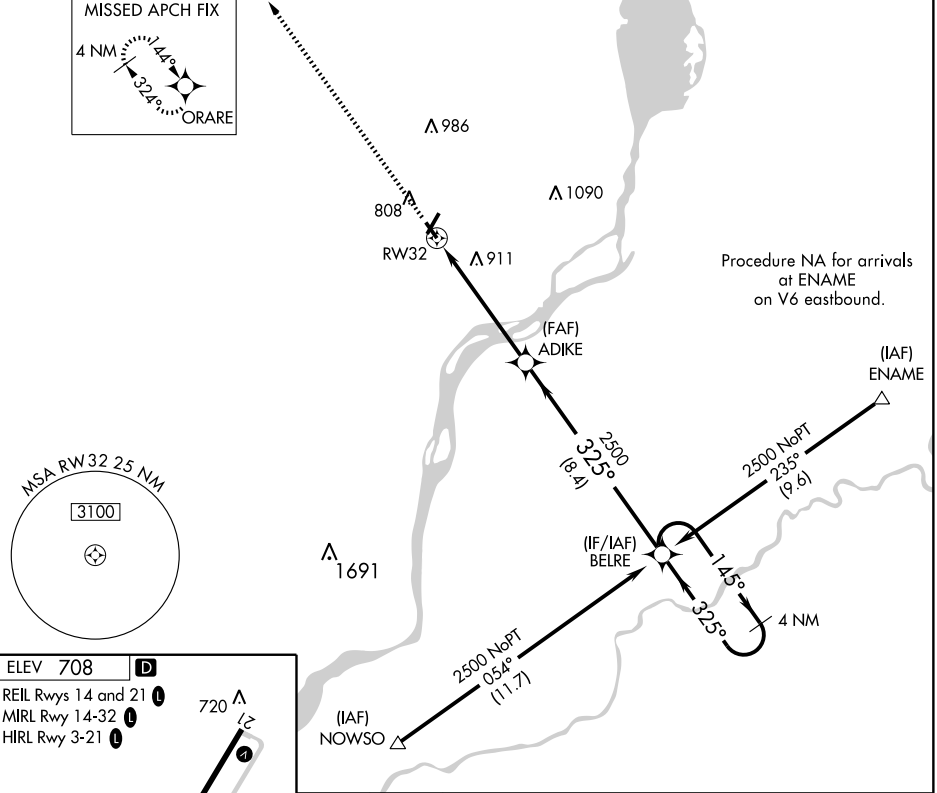 MISSED APCH FIX
4 NM
144°
324°
ORARE
986
1090
808
RW32
911
Procedure NA for arrivals
at ENAME
on V6 eastbound.
(FAF)
ADIKE
(IAF)
ENAME
2500
325°
(8.4)
2500 NoPT
235°
(9.6)
MSA RW32 25 NM
3100
1691
(IF/IAF)
BELRE
145°
325°
4 NM
2500 NoPT
054°
(11.7)
(IAF)
NOWSO
ELEV 708 D
REIL Rwys 14 and 21 L
MIRL Rwy 14-32 L
HIRL Rwy 3-21 L
720
21
V